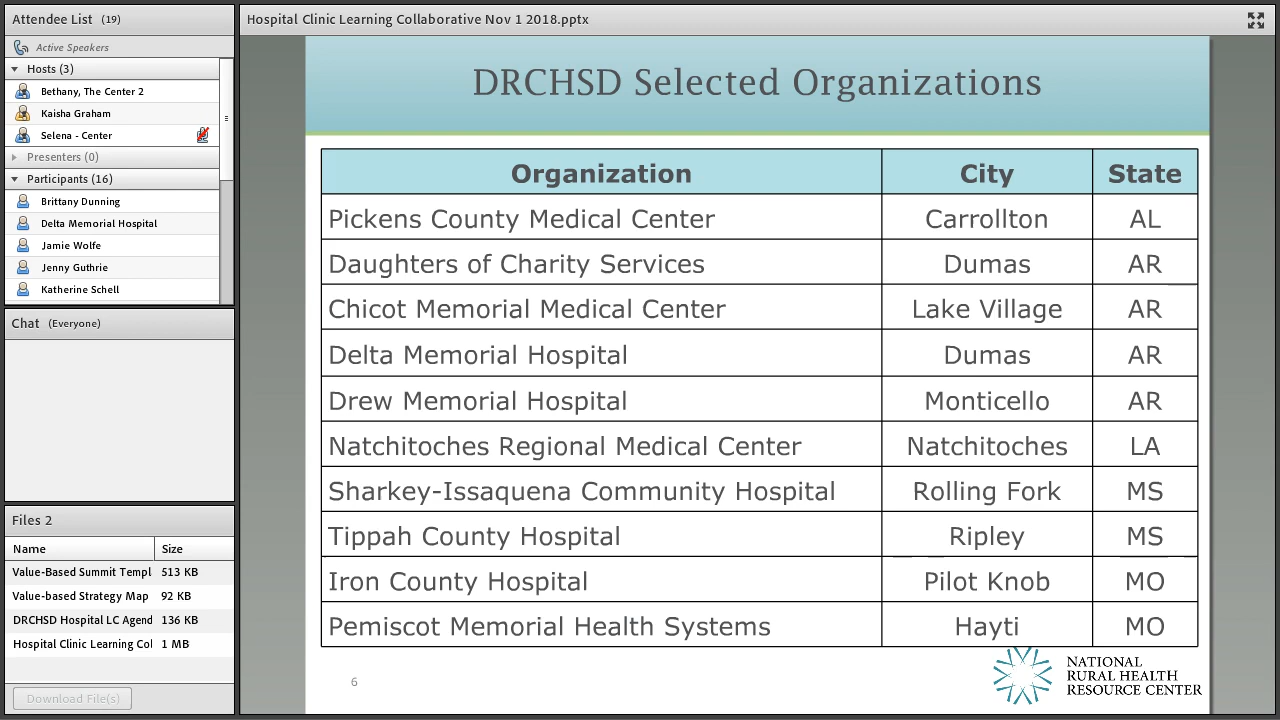 Attendee List (19)
Active Speakers
Hosts (3)
Bethany, The Center 2
Kaisha Graham
Selena - Center
Presenters (0)
Participants (16)
Brittany Dunning
Delta Memorial Hospital
Jamie Wolfe
Jenny Guthrie
Katherine Schell
Chat (Everyone)
Files 2
Name Size
Value-Based Summit Templ 513 KB
Value-based Strategy Map 92 KB
DRCHSD Hospital LC Agend 136 KB
Hospital Clinic Learning Col 1 MB
Download File(s)
Hospital Clinic Learning Collaborative Nov 1 2018.pptx
DRCHSD Selected Organizations
Organization City State
Pickens County Medical Center Carrollton AL
Daughters of Charity Services Dumas AR
Chicot Memorial Medical Center Lake Village AR
Delta Memorial Hospital Dumas AR
Drew Memorial Hospital Monticello AR
Natchitoches Regional Medical Center Natchitoches LA
Sharkey-Issaquena Community Hospital Rolling Fork MS
Tippah County Hospital Ripley MS
Iron County Hospital Pilot Knob MO
Pemiscot Memorial Health Systems Hayti MO
6
NATIONAL
RURAL HEALTH
RESOURCE CENTER